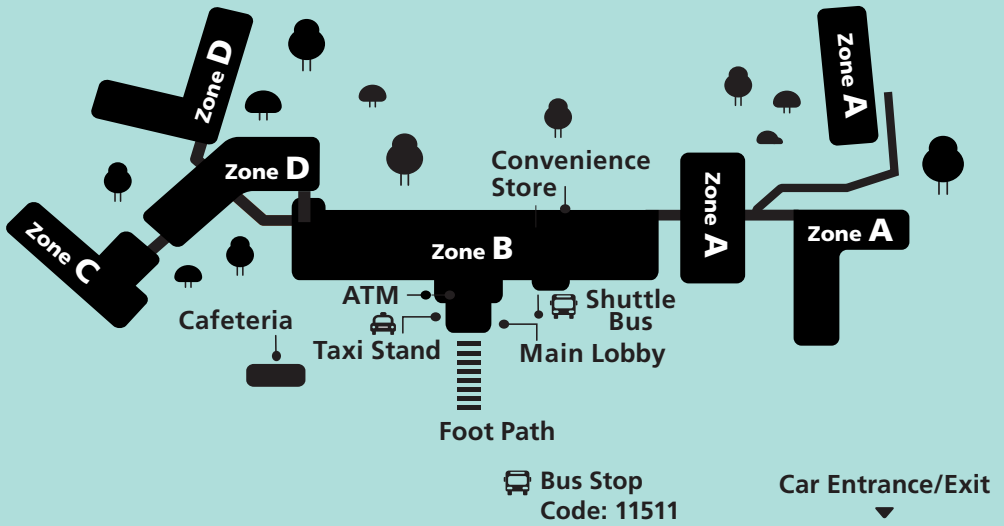 Zone D
Zone A
Convenience
Store
Zone D
Zone A
Zone C
Zone B
Zone A
ATM
Shuttle
Bus
Cafeteria
Taxi Stand
Main Lobby
Foot Path
Bus Stop
Code: 11511
Car Entrance/Exit